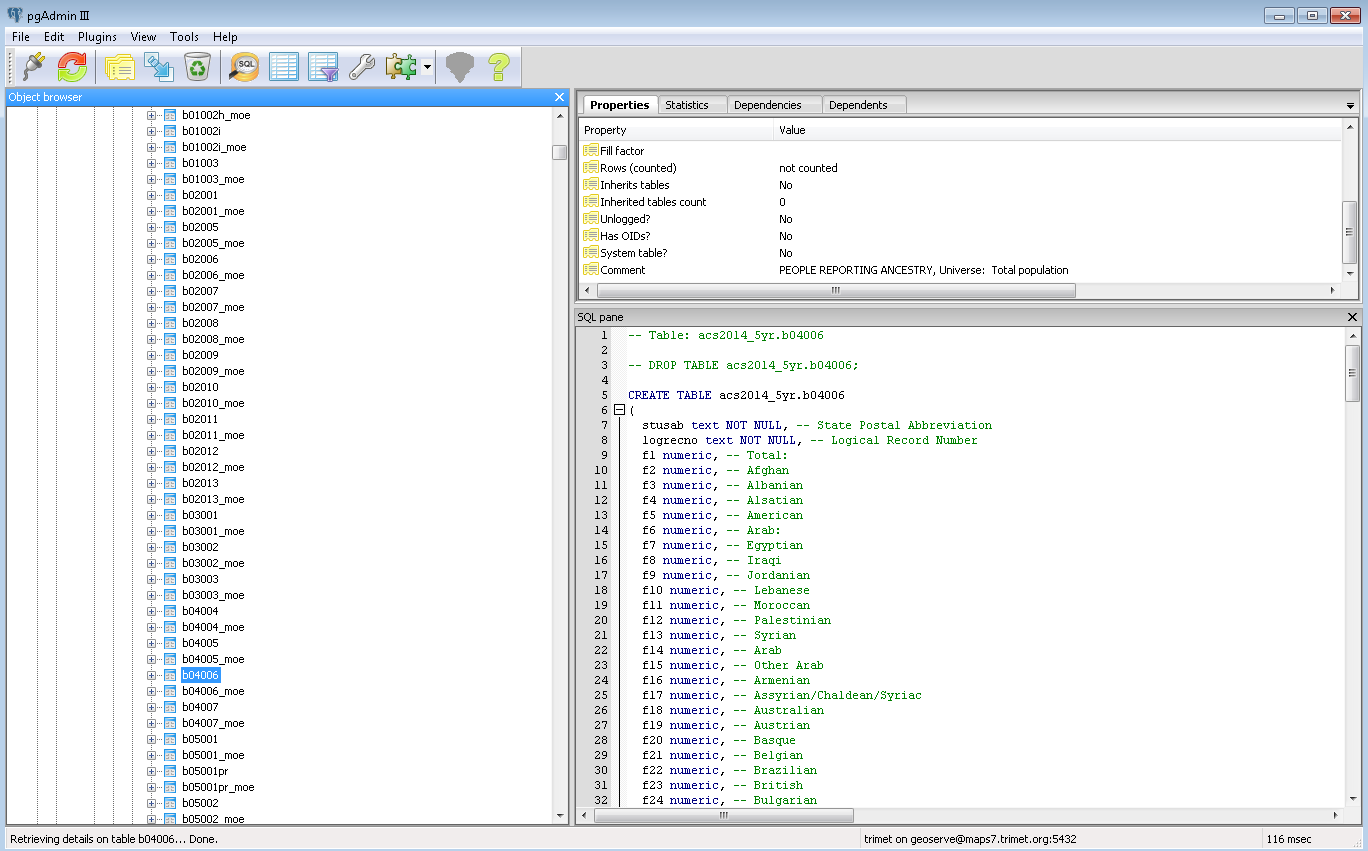 pgAdmin III
File Edit Plugins View Tools Help
SQL
Object browser
b01002h_moe
b01002i
b01002i_moe
b01003
b01003_moe
b02001
b02001_moe
b02005
b02005_moe
b02006
b02006_moe
b02007
b02007_moe
b02008
b02008_moe
b02009
b02009_moe
b02010
b02010_moe
b02011
b02011_moe
b02012
b02012_moe
b02013
b02013_moe
b03001
b03001_moe
b03002
b03002_moe
b03003
b03003_moe
b04004
b04004_moe
b04005
b04005_moe
b04006
b04006_moe
b04007
b04007_moe
b05001
b05001_moe
b05001pr
b05001pr_moe
b05002
b05002_moe
Properties Statistics Dependencies Dependents
Property Value
Fill factor
Rows (counted) not counted
Inherits tables No
Inherited tables count 0
Unlogged? No
Has OIDs? No
System table? No
Comment PEOPLE REPORTING ANCESTRY, Universe:  Total population
SQL pane
1 -- Table: acs2014_5yr.b04006
2
3 -- DROP TABLE acs2014_5yr.b04006;
4
5 CREATE TABLE acs2014_5yr.b04006
6 (
7 stusab text NOT NULL, -- State Postal Abbreviation
8 logrecno text NOT NULL, -- Logical Record Number
9 f1 numeric, -- Total:
10 f2 numeric, -- Afghan
11 f3 numeric, -- Albanian
12 f4 numeric, -- Alsatian
13 f5 numeric, -- American
14 f6 numeric, -- Arab:
15 f7 numeric, -- Egyptian
16 f8 numeric, -- Iraqi
17 f9 numeric, -- Jordanian
18 f10 numeric, -- Lebanese
19 f11 numeric, -- Moroccan
20 f12 numeric, -- Palestinian
21 f13 numeric, -- Syrian
22 f14 numeric, -- Arab
23 f15 numeric, -- Other Arab
24 f16 numeric, -- Armenian
25 f17 numeric, -- Assyrian/Chaldean/Syriac
26 f18 numeric, -- Australian
27 f19 numeric, -- Austrian
28 f20 numeric, -- Basque
29 f21 numeric, -- Belgian
30 f22 numeric, -- Brazilian
31 f23 numeric, -- British
32 f24 numeric, -- Bulgarian
Retrieving details on table b04006... Done. trimet on geoserve@maps7.trimet.org:5432 116 msec